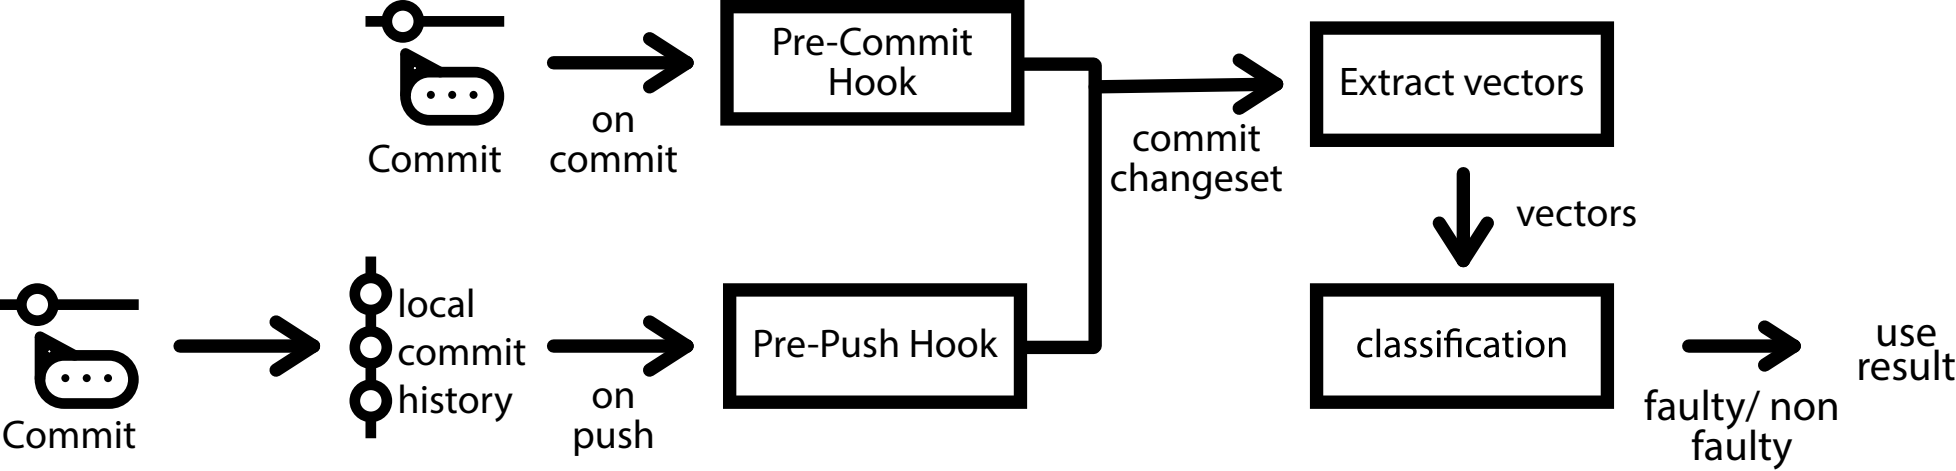 Commit
on
commit
Pre-Commit
Hook
commit
changeset
Extract vectors
vectors
Commit
local
commit
history
on
push
Pre-Push Hook
classification
faulty/ non
faulty
use
result